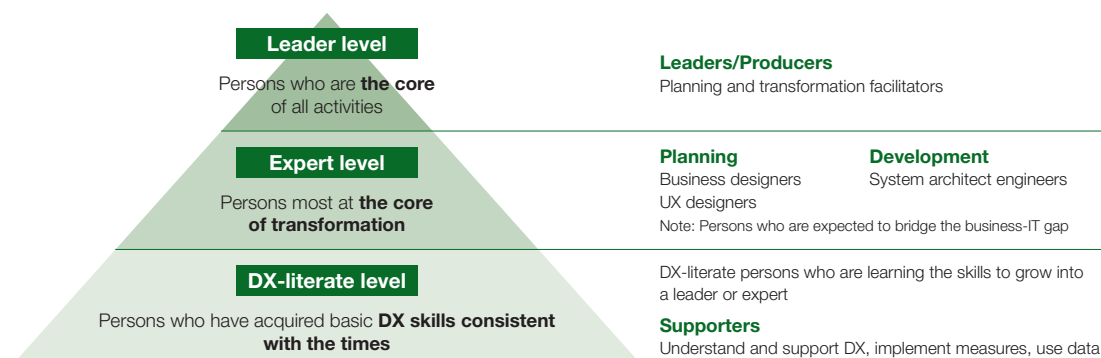 Leader level
Persons who are the core
of all activities
Leaders/Producers
Planning and transformation facilitators
Expert level
Persons most at the core
of transformation
Planning
Business designers
UX designers
Development
System architect engineers
Note: Persons who are expected to bridge the business-IT gap
DX-literate level
Persons who have acquired basic DX skills consistent
with the times
DX-literate persons who are learning the skills to grow into
a leader or expert
Supporters
Understand and support DX, implement measures, use data